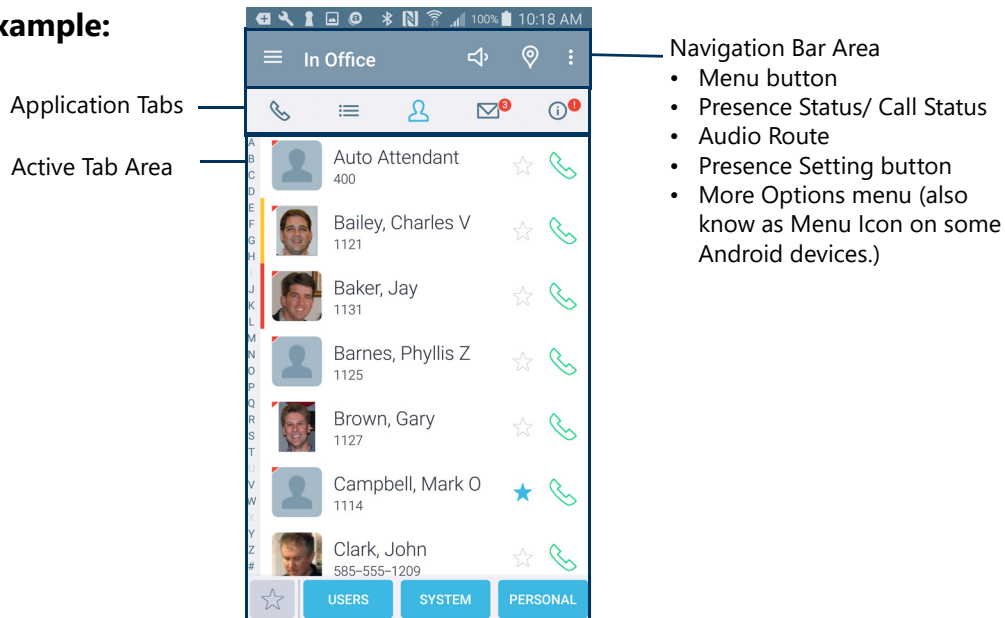 xample:
100% 10:18 AM
In Office
Navigation Bar Area
• Menu button
• Presence Status/ Call Status
• Audio Route
• Presence Setting button
• More Options menu (also
know as Menu Icon on some
Android devices.)
Application Tabs
3
!
Active Tab Area
A
B
C
D
E
F
G
H
I
J
K
L
M
N
O
P
Q
R
S
T
U
V
W
X
Y
Z
#
Auto Attendant
400
Bailey, Charles V
1121
Baker, Jay
1131
Barnes, Phyllis Z
1125
Brown, Gary
1127
Campbell, Mark O
1114
Clark, John
585-555-1209
USERS SYSTEM PERSONAL